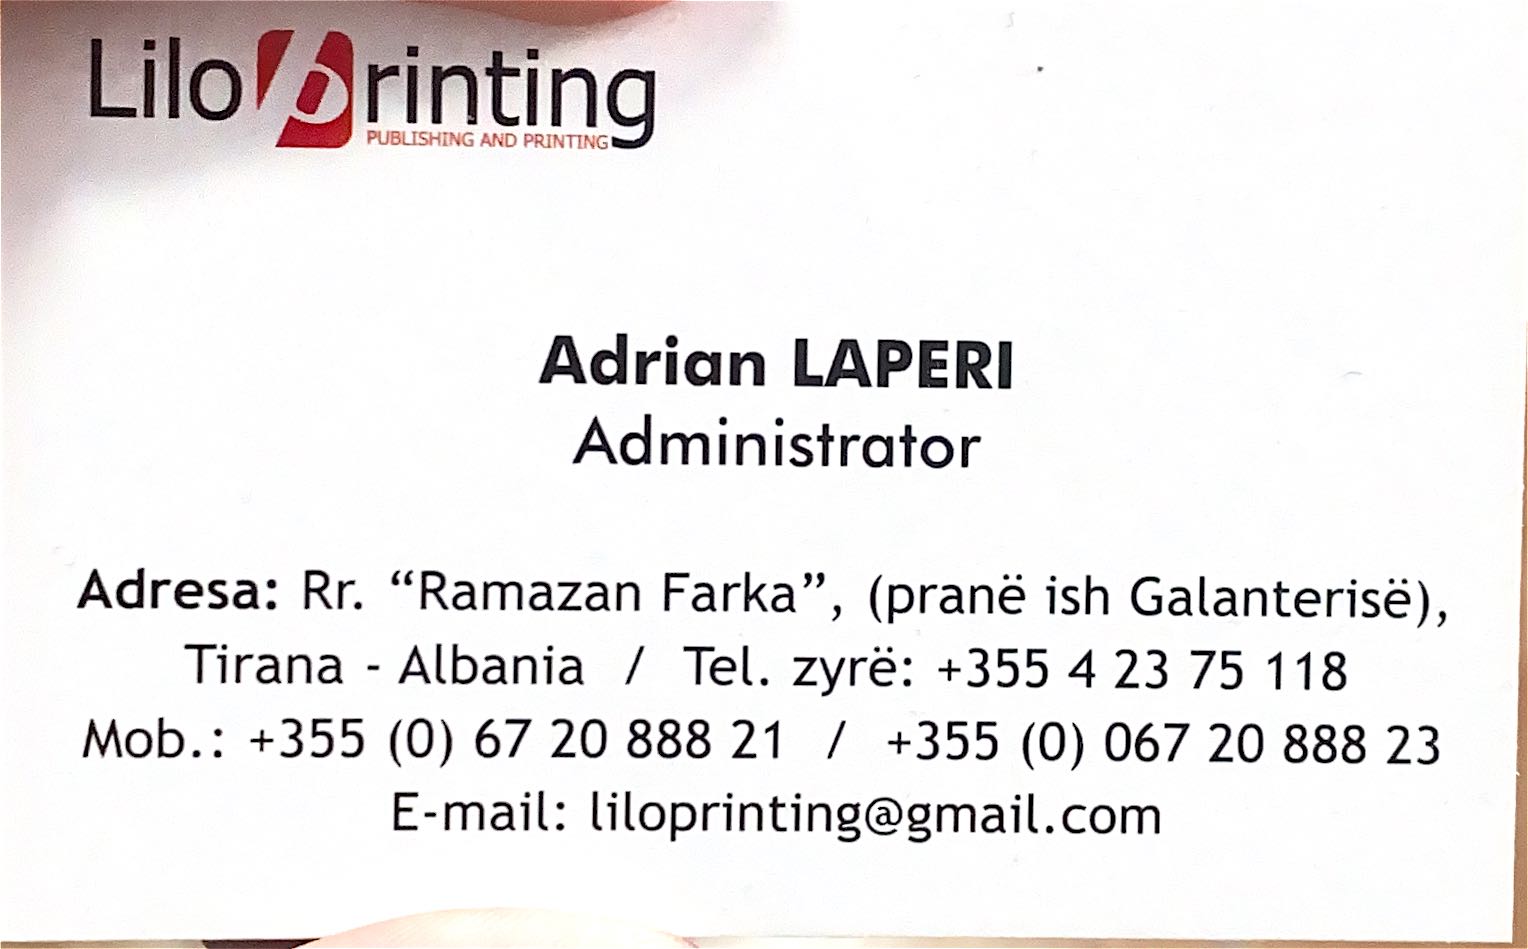 Lilo printing
PUBLISHING AND PRINTING
Adrian LAPERI
Administrator
Adresa: Rr. “Ramazan Farka”, (pranë ish Galanterisë),
Tirana - Albania / Tel. zyrë: +355 4 23 75 118
Mob.: +355 (0) 67 20 888 21 / +355 (0) 067 20 888 23
E-mail: liloprinting@gmail.com